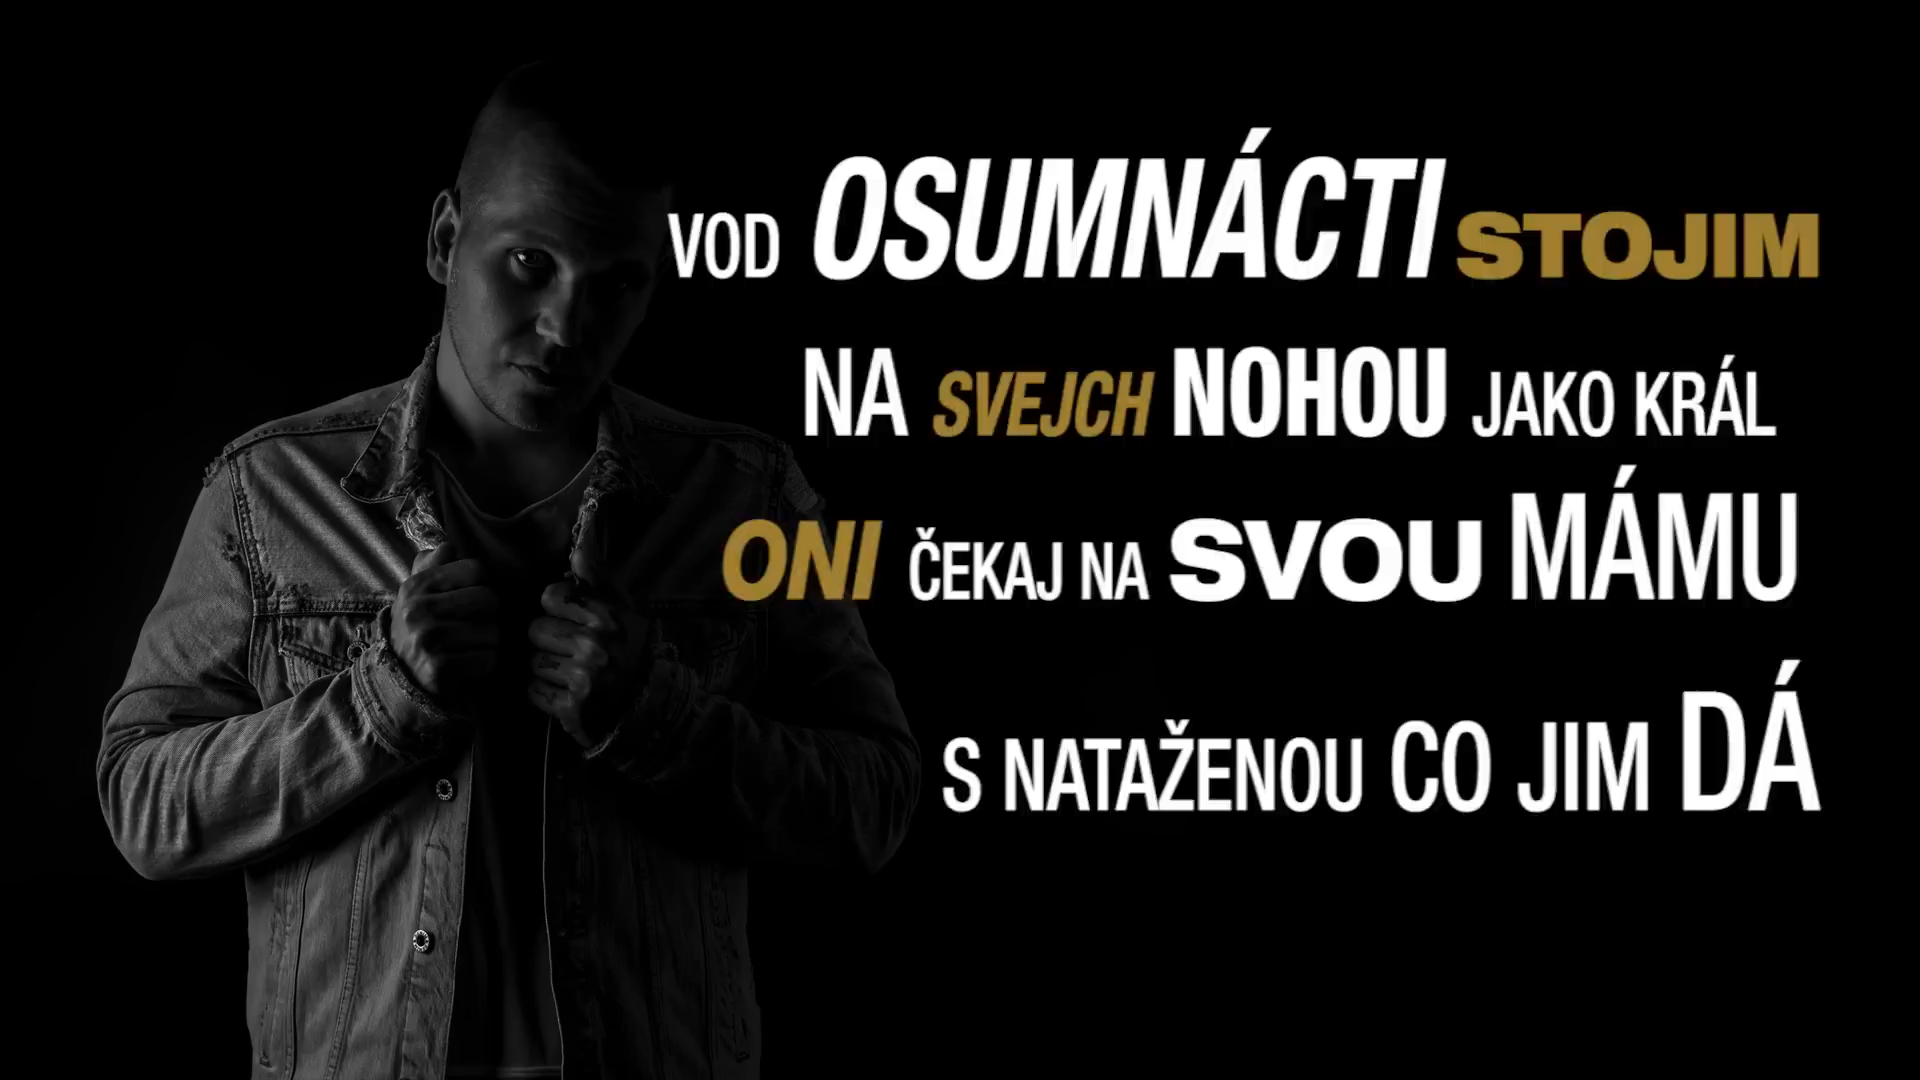 VOD OSUMNÁCTI STOJIM
NA SVEJCH NOHOU JAKO KRÁL
ONI ČEKAJ NA SVOU MÁMU
S NATAŽENOU CO JIM DÁ